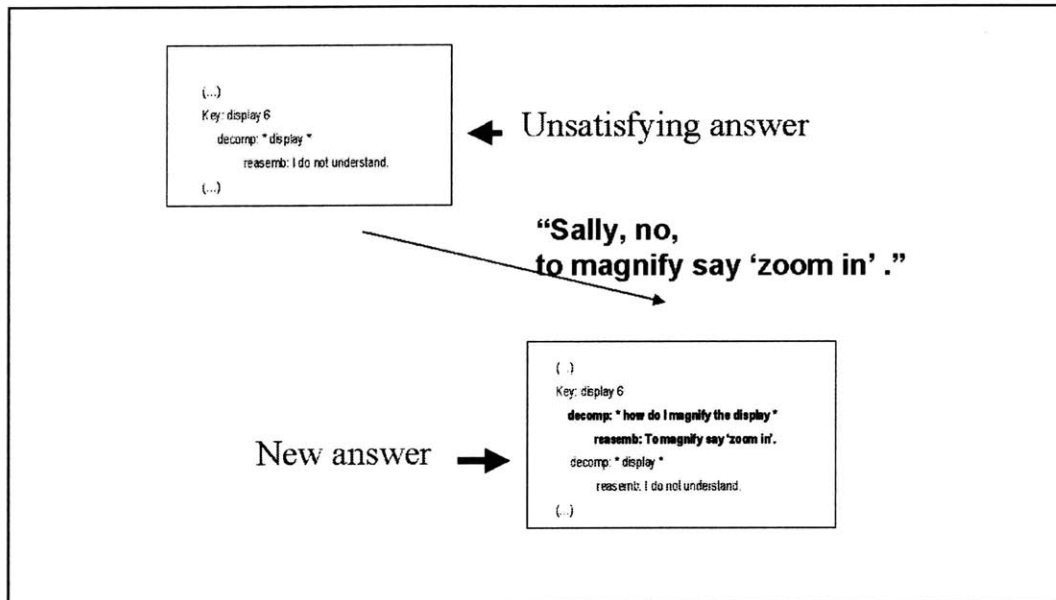 (...)
Key: display 6
decomp: * display *
reasemb: I do not understand.
(...)
Unsatisfying answer
“Sally, no,
to magnify say ‘zoom in’ .”
New answer
(...)
Key: display 6
decomp: * how do I magnify the display *
reasemb: To magnify say ‘zoom in’.
decomp: * display *
reasemb: I do not understand.
(...)